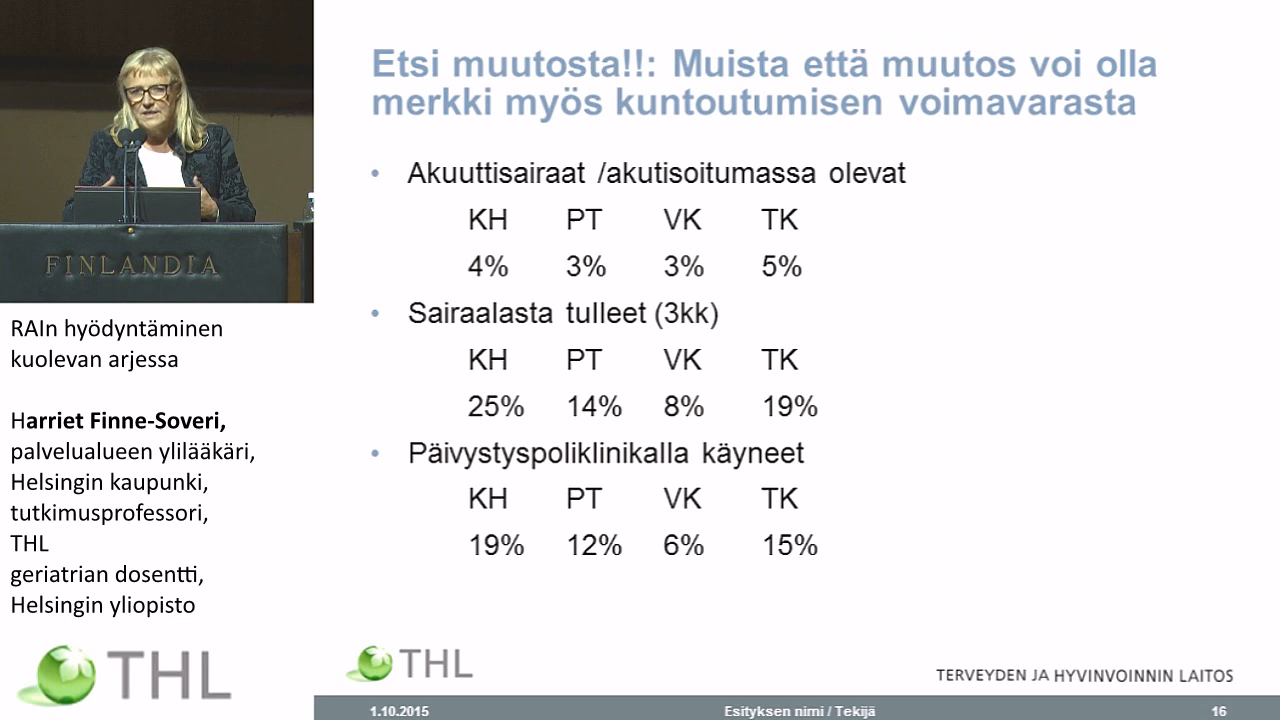 FINLANDIA
RAIn hyödyntäminen
kuolevan arjessa
Harriet Finne-Soveri,
palvelualueen ylilääkäri,
Helsingin kaupunki,
tutkimusprofessori,
THL
geriatrian dosentti,
Helsingin yliopisto
THL
Etsi muutosta!!: Muista että muutos voi olla
merkki myös kuntoutumisen voimavarasta
• Akuuttisairaat /akutisoitumassa olevat
KH PT VK TK
4% 3% 3% 5%
• Sairaalasta tulleet (3kk)
KH PT VK TK
25% 14% 8% 19%
• Päivystyspoliklinikalla käyneet
KH PT VK TK
19% 12% 6% 15%
THL
TERVEYDEN JA HYVINVOINNIN LAITOS
1.10.2015 Esityksen nimi / Tekijä 16